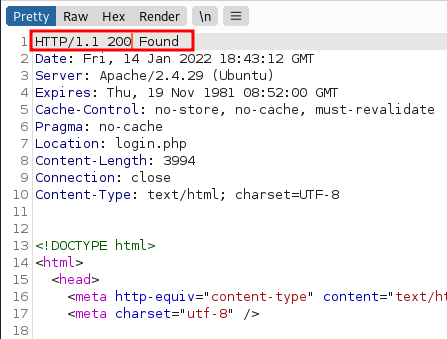 Pretty Raw Hex Render \n ≡
1 HTTP/1.1 200 Found
2 Date: Fri, 14 Jan 2022 18:43:12 GMT
3 Server: Apache/2.4.29 (Ubuntu)
4 Expires: Thu, 19 Nov 1981 08:52:00 GMT
5 Cache-Control: no-store, no-cache, must-revalidate
6 Pragma: no-cache
7 Location: login.php
8 Content-Length: 3994
9 Connection: close
10 Content-Type: text/html; charset=UTF-8
11
12
13 <!DOCTYPE html>
14 <html>
15 <head>
16 <meta http-equiv="content-type" content="text/ht
17 <meta charset="utf-8" />
18